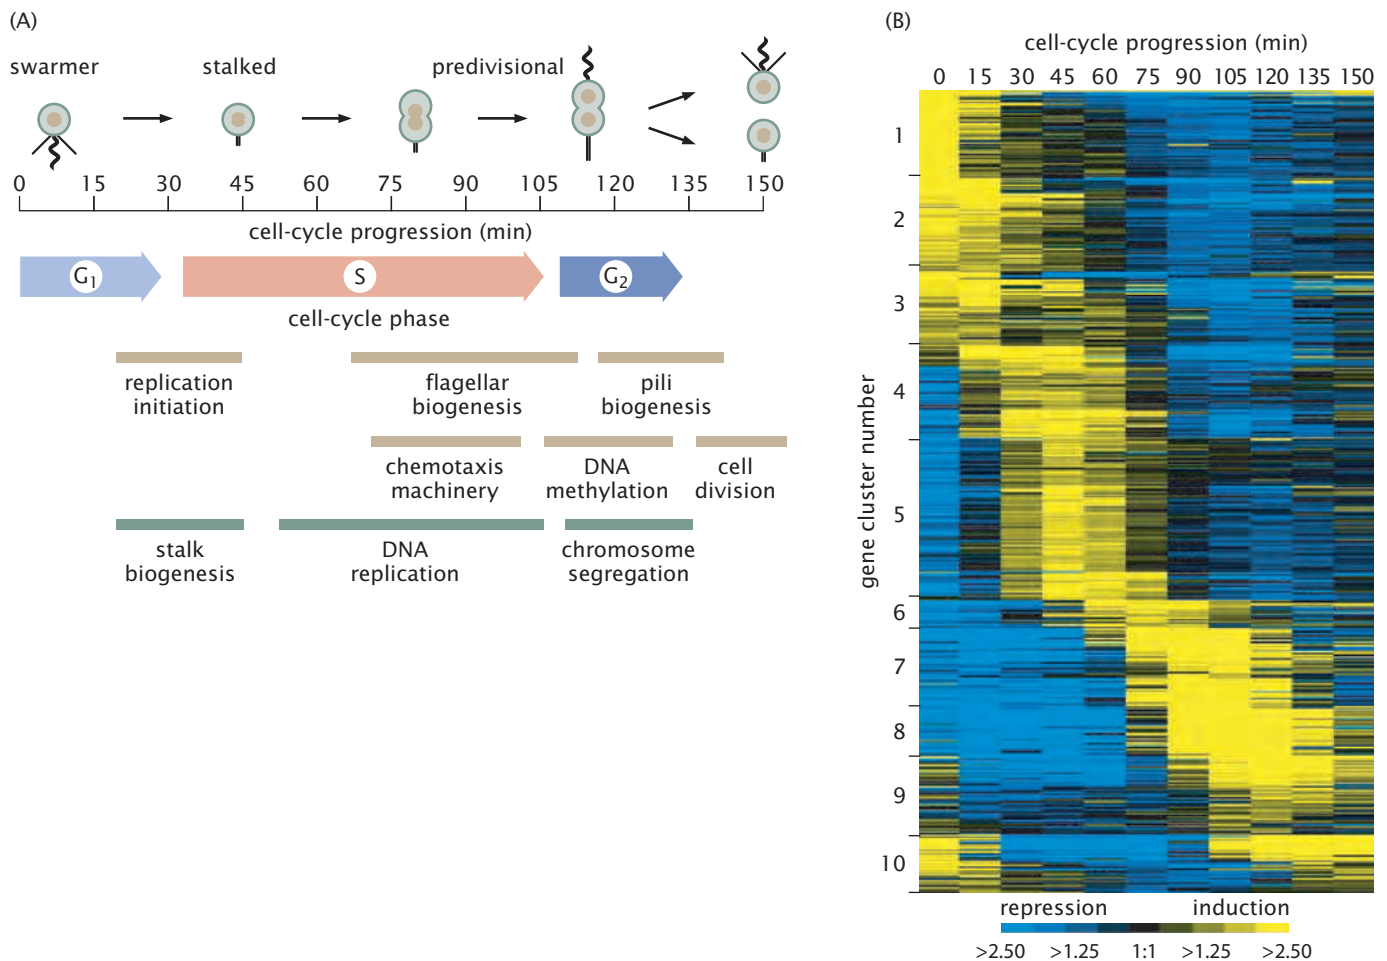 (A)
swarmer stalked predivisional
0 15 30 45 60 75 90 105 120 135 150
cell-cycle progression (min)
G1 S G2
cell-cycle phase
replication
initiation
flagellar
biogenesis
pili
biogenesis
chemotaxis
machinery
DNA
methylation
cell
division
stalk
biogenesis
DNA
replication
chromosome
segregation
(B)
cell-cycle progression (min)
0 15 30 45 60 75 90 105 120 135 150
gene cluster number
1
2
3
4
5
6
7
8
9
10
repression induction
>2.50 >1.25 1:1 >1.25 >2.50